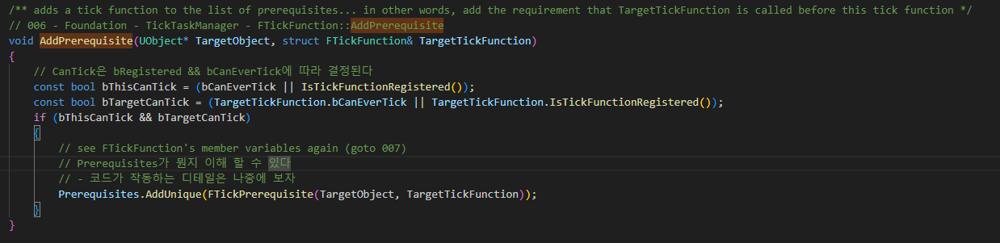 /** adds a tick function to the list of prerequisites... in other words, add the requirement that TargetTickFunction is called before this tick function */
// 006 - Foundation - TickTaskManager - FTickFunction::AddPrerequisite
void AddPrerequisite(UObject* TargetObject, struct FTickFunction& TargetTickFunction)
{
// CanTick은 bRegistered && bCanEverTick에 따라 결정된다
const bool bThisCanTick = (bCanEverTick || IsTickFunctionRegistered());
const bool bTargetCanTick = (TargetTickFunction.bCanEverTick || TargetTickFunction.IsTickFunctionRegistered());
if (bThisCanTick && bTargetCanTick)
{
// see FTickFunction's member variables again (goto 007)
// Prerequisites가 뭔지 이해 할 수 있다
// - 코드가 작동하는 디테일은 나중에 보자
Prerequisites.AddUnique(FTickPrerequisite(TargetObject, TargetTickFunction));
}
}